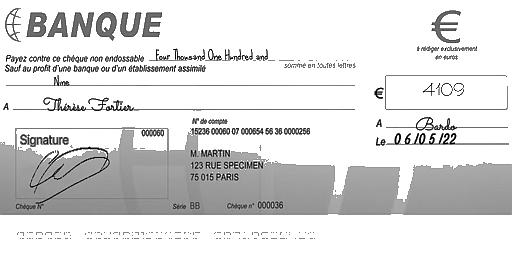 BANQUE
€
à rédiger exclusivement
en euros
Payez contre ce chéque non endossable Four Thousand One Hundred and
Sauf au profit d'une banque ou d'un établissement assimilé
somme en toutes lettres
Nine
€ 4109
A Thérèse Fortier
A Bardo
Le 06/05/22
Signature
000060
N° de compte
15236 00060 07 000654 56 36 0000256
M. MARTIN
123 RUE SPECIMEN
75 015 PARIS
Chéque N°
Série BB
Chéque n° 000036